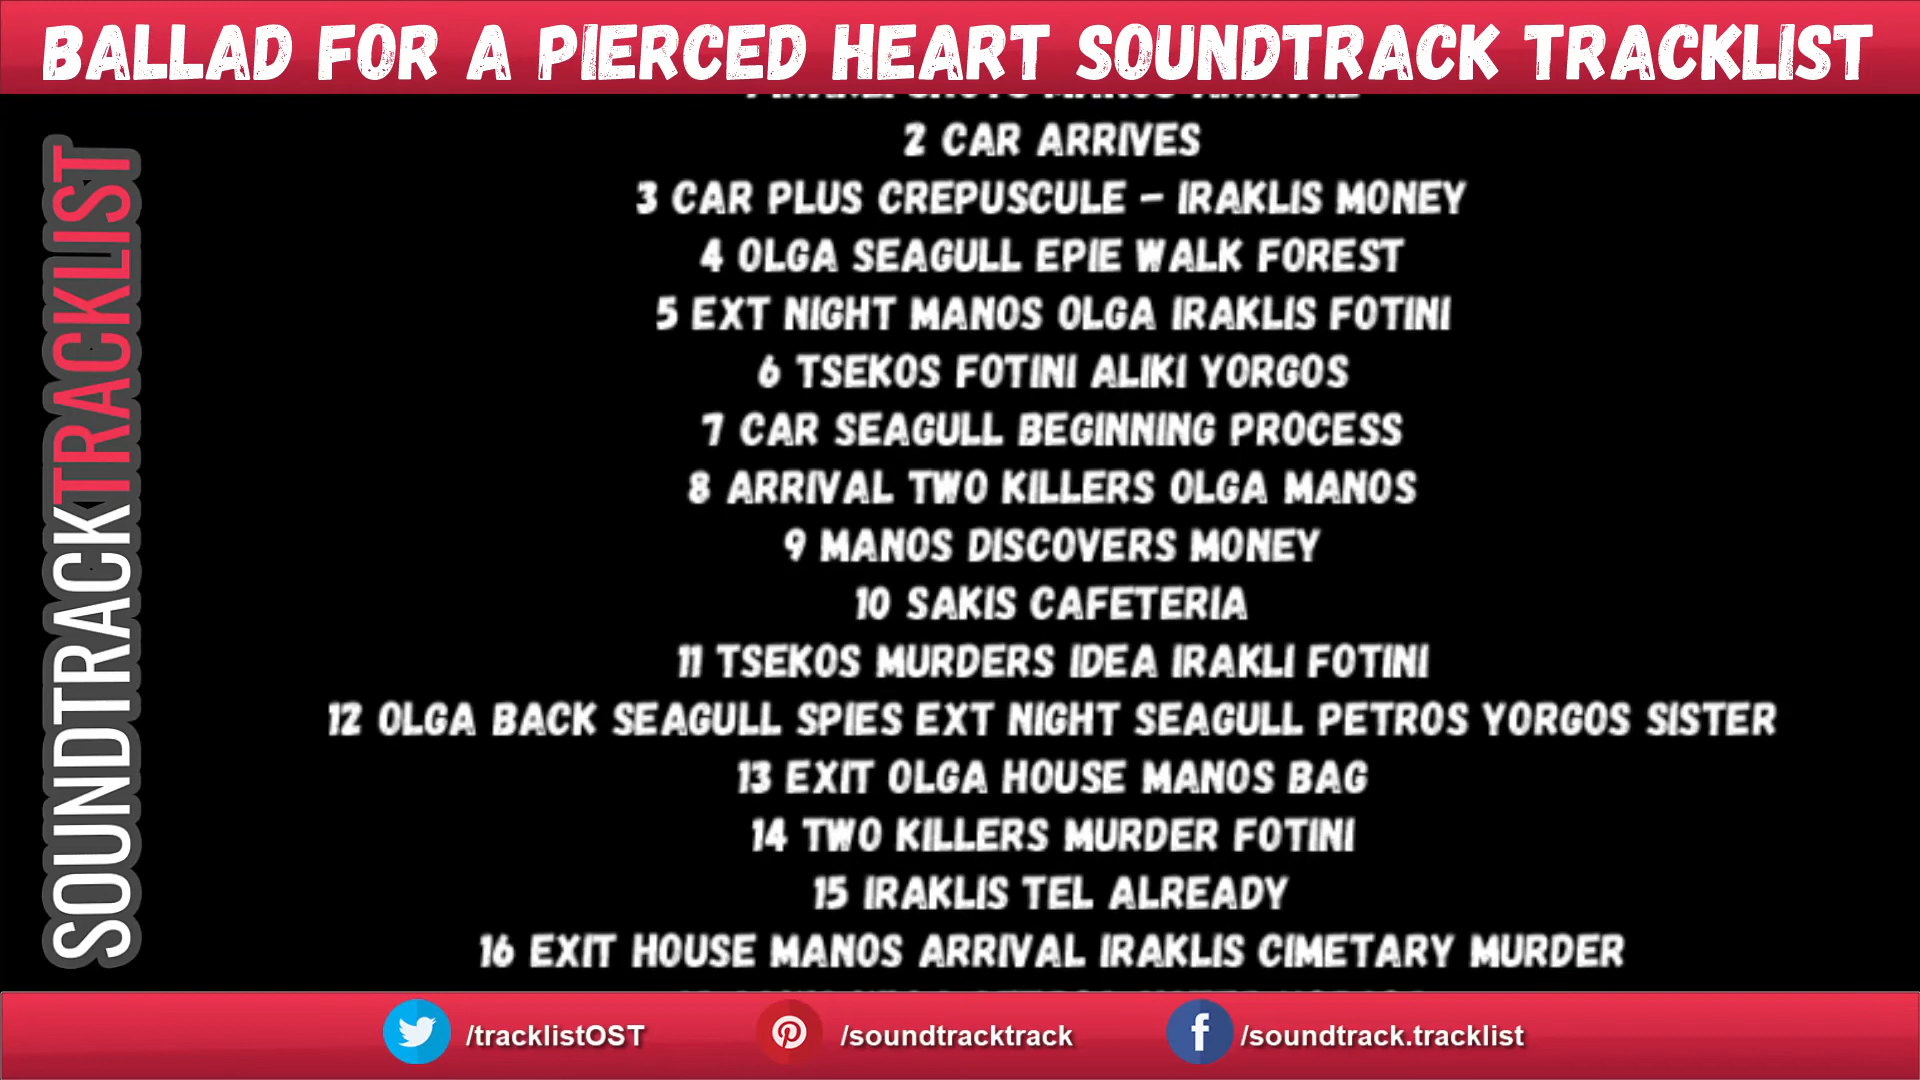 BALLAD FOR A PIERCED HEART SOUNDTRACK TRACKLIST
SOUNDTRACKTRACKLIST
2 CAR ARRIVES
3 CAR PLUS CREPUSCULE – IRAKLIS MONEY
4 OLGA SEAGULL EPIE WALK FOREST
5 EXT NIGHT MANOS OLGA IRAKLIS FOTINI
6 TSEKOS FOTINI ALIKI YORGOS
7 CAR SEAGULL BEGINNING PROCESS
8 ARRIVAL TWO KILLERS OLGA MANOS
9 MANOS DISCOVERS MONEY
10 SAKIS CAFETERIA
11 TSEKOS MURDERS IDEA IRAKLI FOTINI
12 OLGA BACK SEAGULL SPIES EXT NIGHT SEAGULL PETROS YORGOS SISTER
13 EXIT OLGA HOUSE MANOS BAG
14 TWO KILLERS MURDER FOTINI
15 IRAKLIS TEL ALREADY
16 EXIT HOUSE MANOS ARRIVAL IRAKLIS CIMETARY MURDER
/tracklistOST
/soundtracktrack
/soundtrack.tracklist